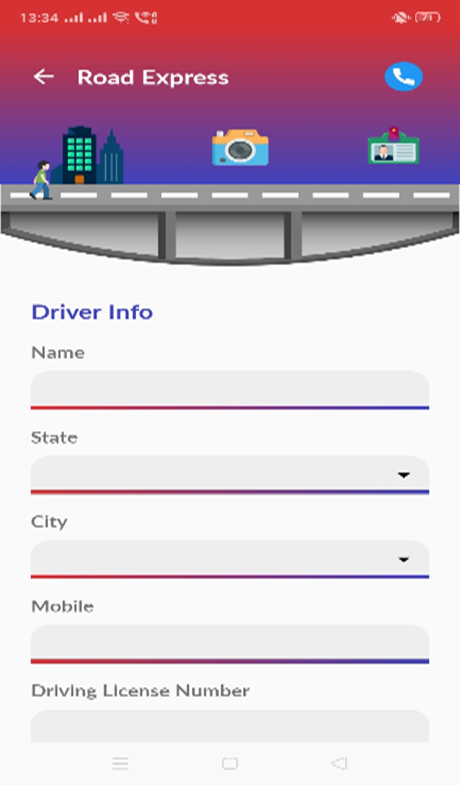 13:34
Road Express
Driver Info
Name
State
City
Mobile
Driving License Number